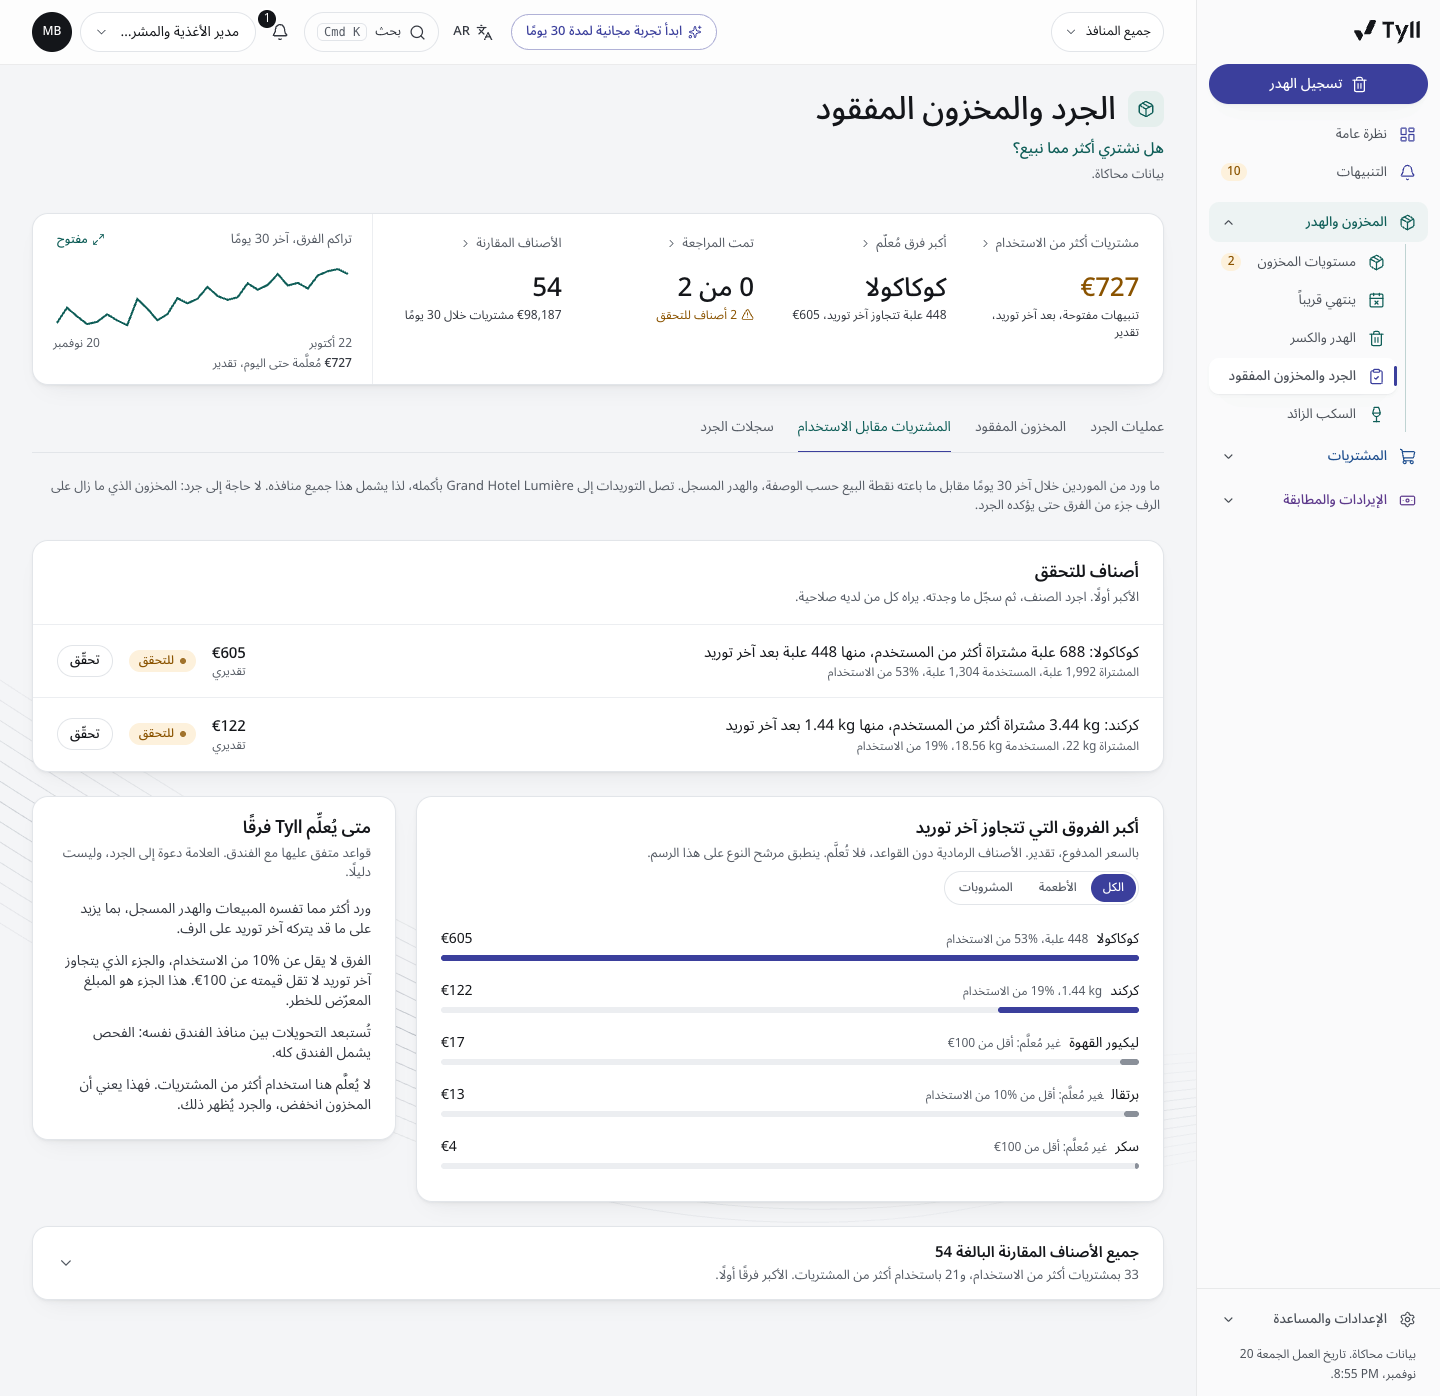 Tyll
تسجيل الهدر
نظرة عامة
التنبيهات 10
المخزون والهدر
مستويات المخزون 2
ينتهي قريباً
الهدر والكسر
الجرد والمخزون المفقود
السكب الزائد
المشتريات
الإيرادات والمطابقة
الإعدادات والمساعدة
بيانات محاكاة. تاريخ العمل الجمعة 20
نوفمبر، 8:55 PM.
جميع المنافذ
ابدأ تجربة مجانية لمدة 30 يومًا
AR
بحث Cmd K
1
مدير الأغذية والمشر...
MB
الجرد والمخزون المفقود
هل نشتري أكثر مما نبيع؟
بيانات محاكاة.
مشتريات أكثر من الاستخدام
€727
تنبيهات مفتوحة، بعد آخر توريد،
تقدير
أكبر فرق مُعلّم
كوكاكولا
448 علبة تتجاوز آخر توريد، €605
تمت المراجعة
0 من 2
2 أصناف للتحقق
الأصناف المقارنة
54
€98,187 مشتريات خلال 30 يومًا
تراكم الفرق، آخر 30 يومًا
مفتوح
22 أكتوبر
20 نوفمبر
€727 مُعلَّمة حتى اليوم، تقدير
عمليات الجرد
المخزون المفقود
المشتريات مقابل الاستخدام
سجلات الجرد
ما ورد من الموردين خلال آخر 30 يومًا مقابل ما باعته نقطة البيع حسب الوصفة، والهدر المسجل. تصل التوريدات إلى Grand Hotel Lumière بأكمله، لذا يشمل هذا جميع منافذه. لا حاجة إلى جرد: المخزون الذي ما زال على
الرف جزء من الفرق حتى يؤكده الجرد.
أصناف للتحقق
الأكبر أولًا. اجرد الصنف، ثم سجّل ما وجدته. يراه كل من لديه صلاحية.
كوكاكولا: 688 علبة مشتراة أكثر من المستخدم، منها 448 علبة بعد آخر توريد
المشتراة 1,992 علبة، المستخدمة 1,304 علبة، 53% من الاستخدام
€605
تقديري
للتحقق
تحقّق
كركند: 3.44 kg مشتراة أكثر من المستخدم، منها 1.44 kg بعد آخر توريد
المشتراة 22 kg، المستخدمة 18.56 kg، 19% من الاستخدام
€122
تقديري
للتحقق
تحقّق
أكبر الفروق التي تتجاوز آخر توريد
بالسعر المدفوع، تقدير. الأصناف الرمادية دون القواعد، فلا تُعلَّم. ينطبق مرشح النوع على هذا الرسم.
الكل
الأطعمة
المشروبات
كوكاكولا 448 علبة، 53% من الاستخدام €605
كركند 1.44 kg، 19% من الاستخدام €122
ليكيور القهوة غير مُعلَّم: أقل من €100 €17
برتقال غير مُعلَّم: أقل من 10% من الاستخدام €13
سكر غير مُعلَّم: أقل من €100 €4
متى يُعلِّم Tyll فرقًا
قواعد متفق عليها مع الفندق. العلامة دعوة إلى الجرد، وليست
دليلًا.
ورد أكثر مما تفسره المبيعات والهدر المسجل، بما يزيد
على ما قد يتركه آخر توريد على الرف.
الفرق لا يقل عن 10% من الاستخدام، والجزء الذي يتجاوز
آخر توريد لا تقل قيمته عن €100. هذا الجزء هو المبلغ
المعرّض للخطر.
تُستبعد التحويلات بين منافذ الفندق نفسه: الفحص
يشمل الفندق كله.
لا يُعلَّم هنا استخدام أكثر من المشتريات. فهذا يعني أن
المخزون انخفض، والجرد يُظهر ذلك.
جميع الأصناف المقارنة البالغة 54
33 بمشتريات أكثر من الاستخدام، و21 باستخدام أكثر من المشتريات. الأكبر فرقًا أولًا.